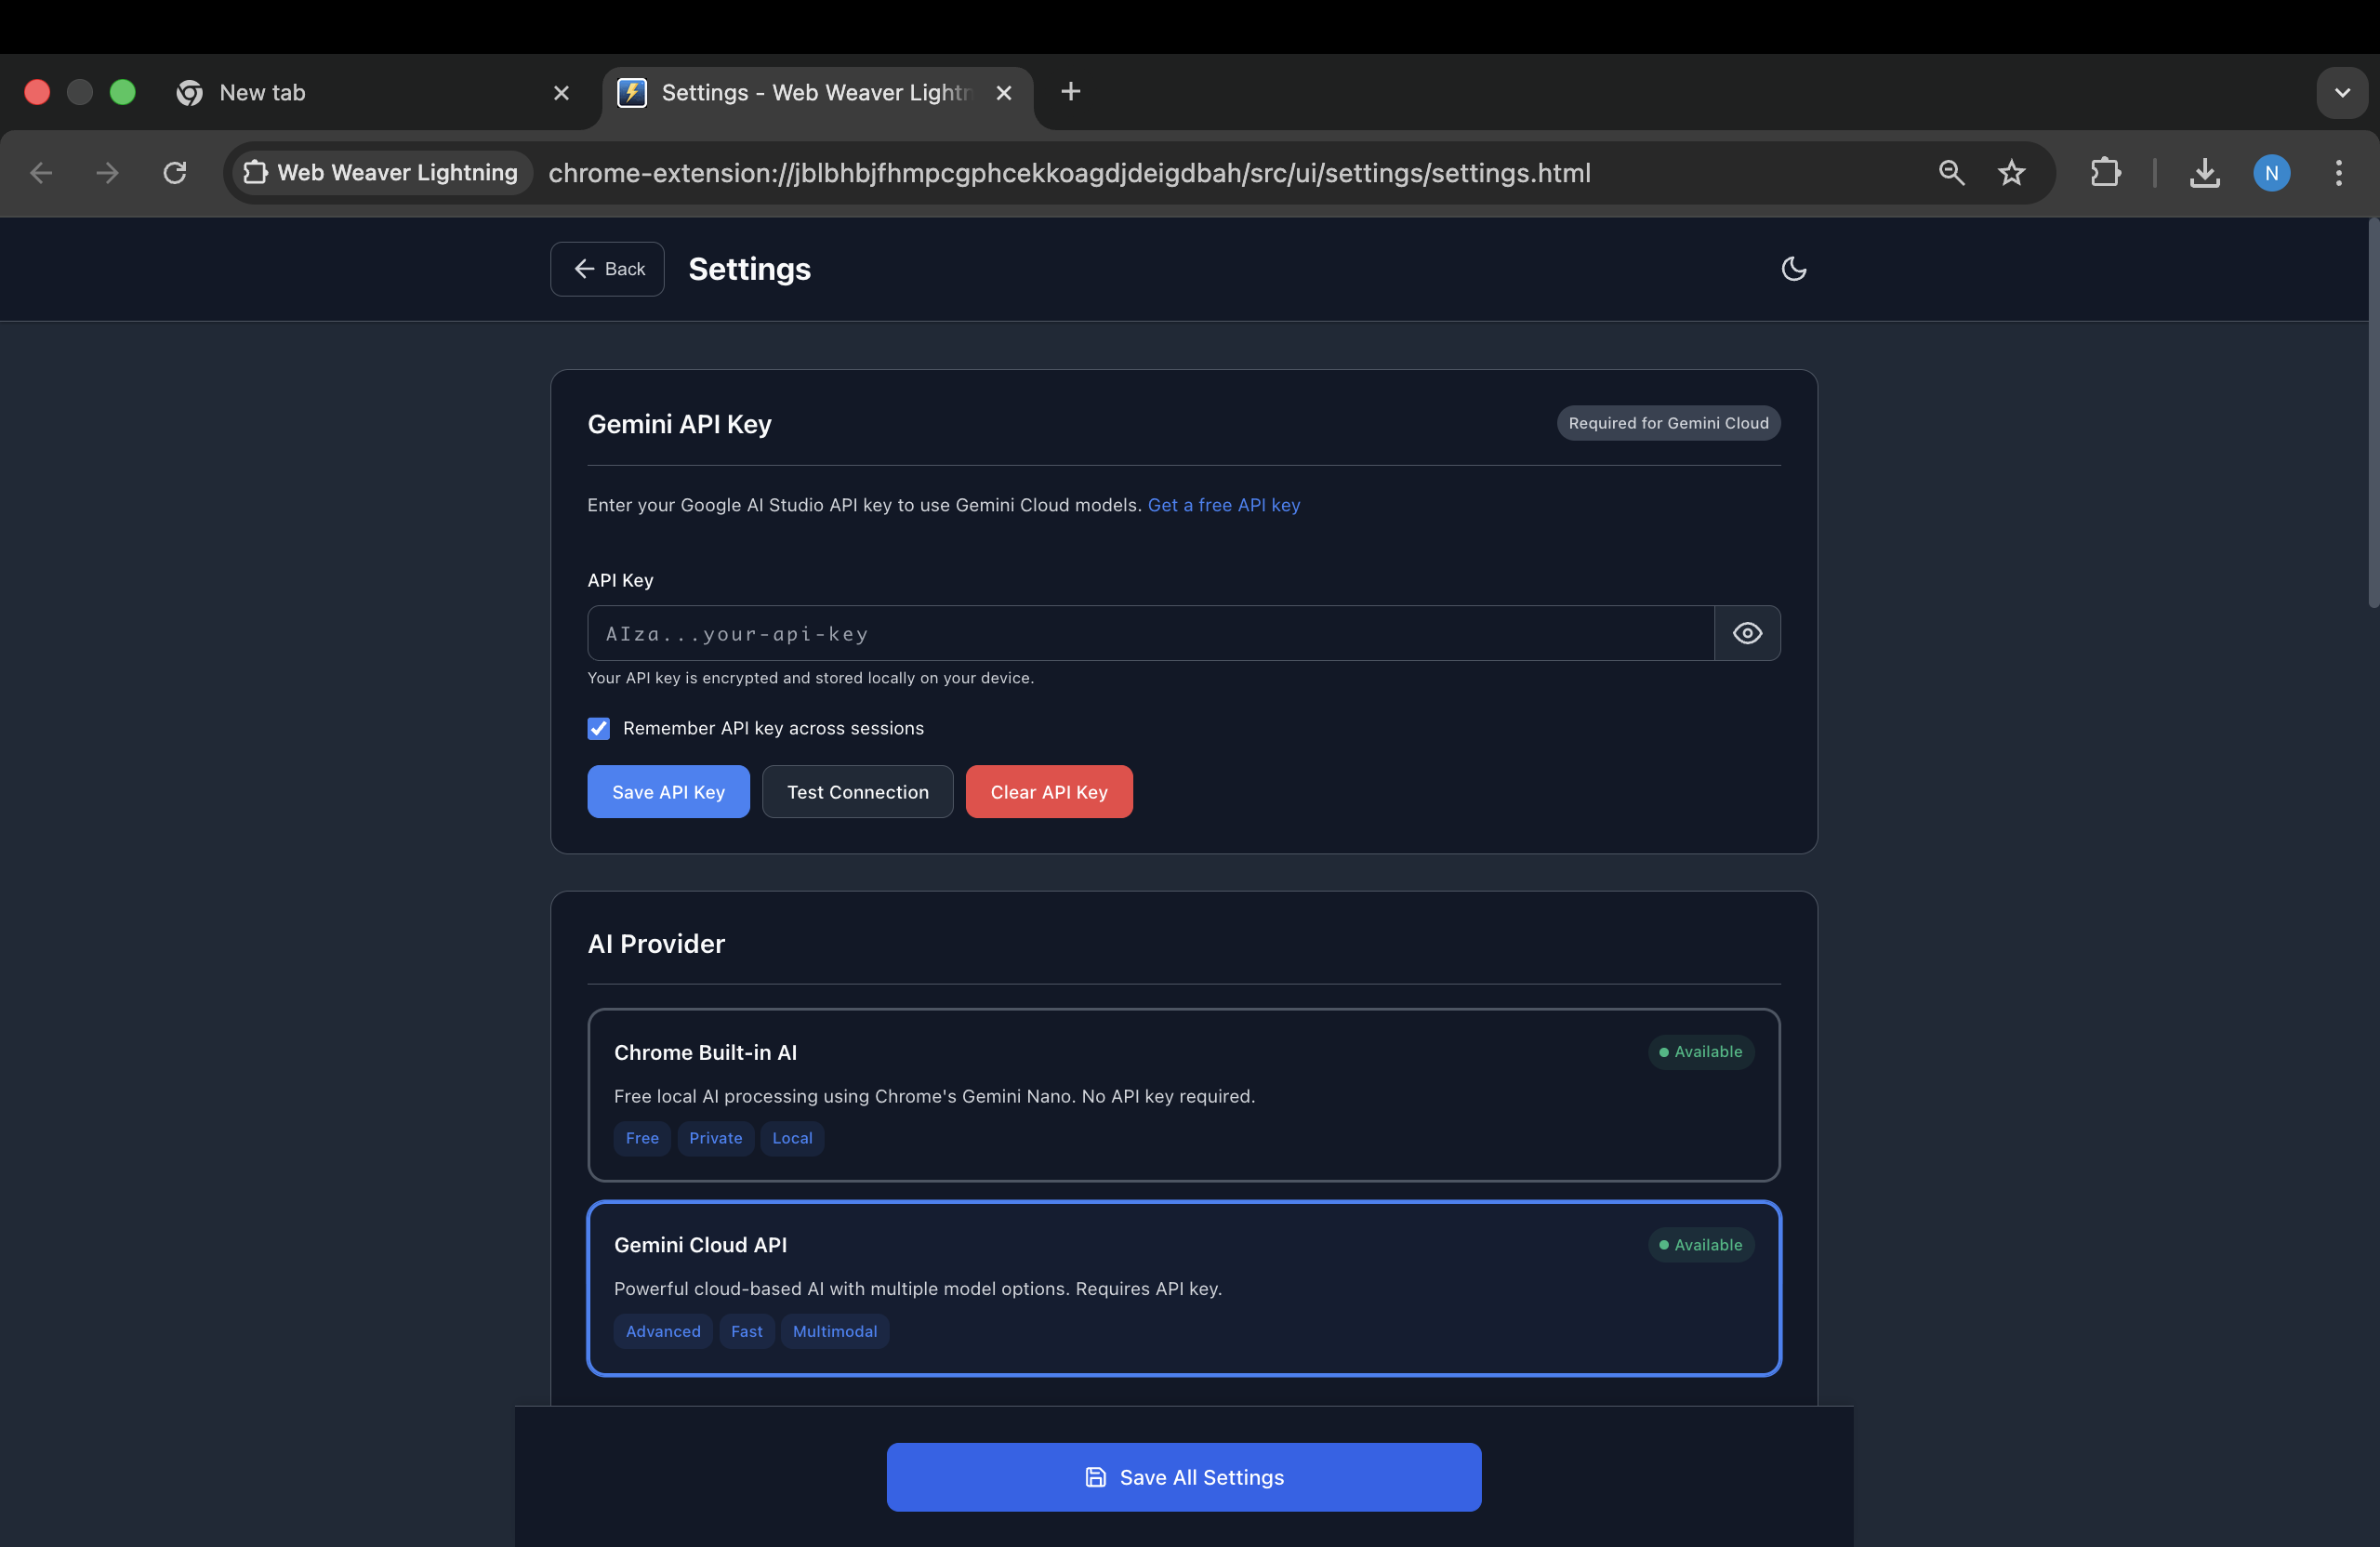 New tab
Settings - Web Weaver Lightn
Web Weaver Lightning chrome-extension://jblbhbjfhmpcgphcekkoagdjdeigdbah/src/ui/settings/settings.html
N
Back
Settings
Gemini API Key
Required for Gemini Cloud
Enter your Google AI Studio API key to use Gemini Cloud models. Get a free API key
API Key
AIza...your-api-key
Your API key is encrypted and stored locally on your device.
Remember API key across sessions
Save API Key
Test Connection
Clear API Key
AI Provider
Chrome Built-in AI
Available
Free local AI processing using Chrome's Gemini Nano. No API key required.
Free
Private
Local
Gemini Cloud API
Available
Powerful cloud-based AI with multiple model options. Requires API key.
Advanced
Fast
Multimodal
Save All Settings